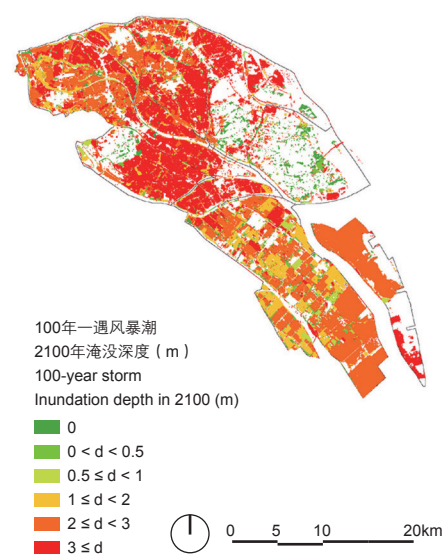 100年一遇风暴潮
2100年淹没深度（m）
100-year storm
Inundation depth in 2100 (m)
0
0 < d < 0.5
0.5 ≤ d < 1
1 ≤ d < 2
2 ≤ d < 3
3 ≤ d
0 5 10 20km